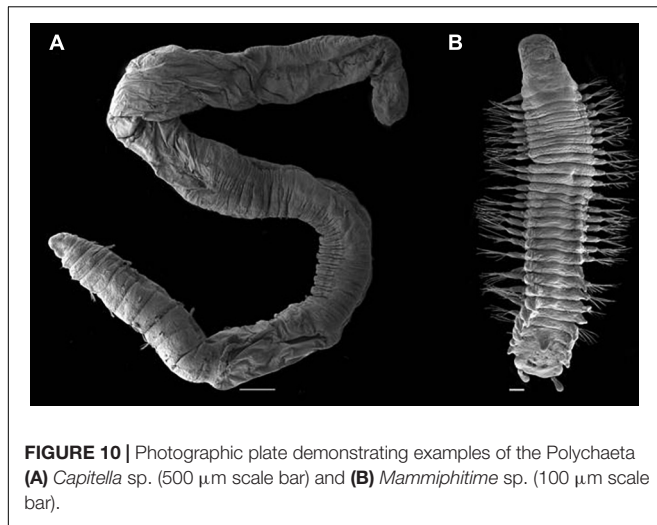 A
B
FIGURE 10 | Photographic plate demonstrating examples of the Polychaeta
(A) Capitella sp. (500 μm scale bar) and (B) Mammiphitime sp. (100 μm scale
bar).